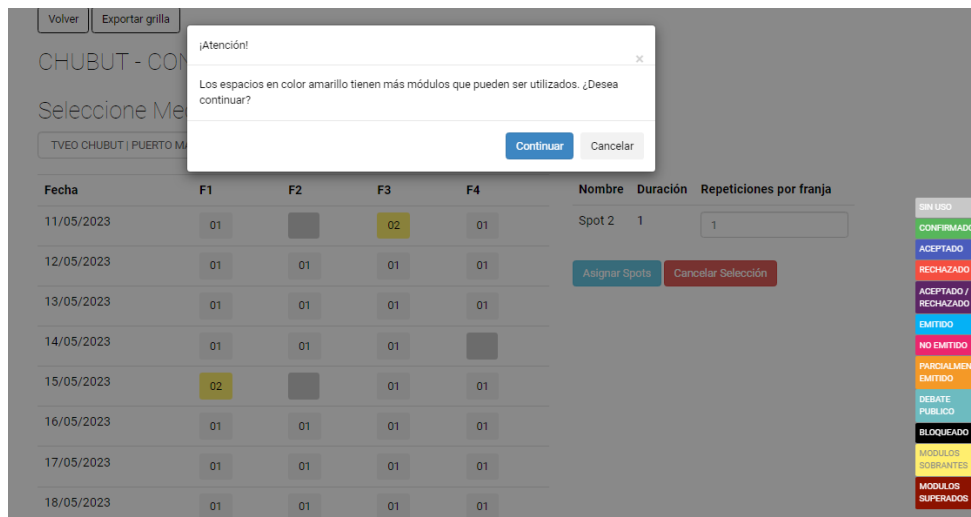 Volver Exportar grilla
¡Atención!
×
CHUBUT - CON
Los espacios en color amarillo tienen más módulos que pueden ser utilizados. ¿Desea
continuar?
Seleccione Me
Continuar Cancelar
TVEO CHUBUT | PUERTO MA
Fecha F1 F2 F3 F4
11/05/2023 01 02 01
12/05/2023 01 01 01 01
13/05/2023 01 01 01 01
14/05/2023 01 01 01
15/05/2023 02 01 01
16/05/2023 01 01 01 01
17/05/2023 01 01 01 01
18/05/2023 01 01 01 01
Nombre Duración Repeticiones por franja
Spot 2 1 1
Asignar Spots Cancelar Selección
SIN USO
CONFIRMADO
ACEPTADO
RECHAZADO
ACEPTADO /
RECHAZADO
EMITIDO
NO EMITIDO
PARCIALMEN
EMITIDO
DEBATE
PUBLICO
BLOQUEADO
MODULOS
SOBRANTES
MODULOS
SUPERADOS